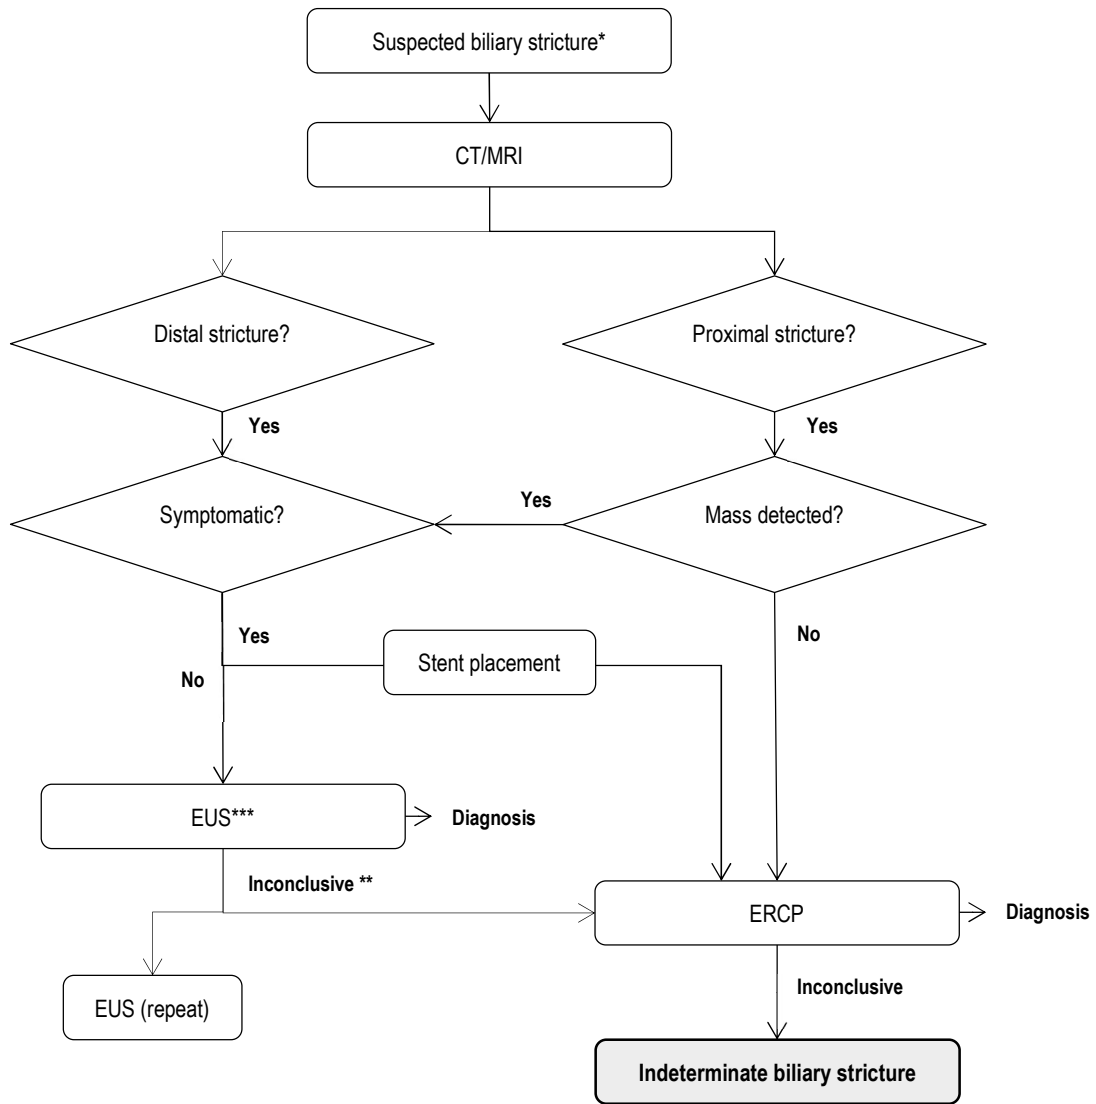 Suspected biliary stricture*
CT/MRI
Distal stricture?
Proximal stricture?
Yes
Yes
Symptomatic?
Yes
Mass detected?
Yes
No
Stent placement
No
EUS***
Diagnosis
Inconclusive **
ERCP
Diagnosis
EUS (repeat)
Inconclusive
Indeterminate biliary stricture